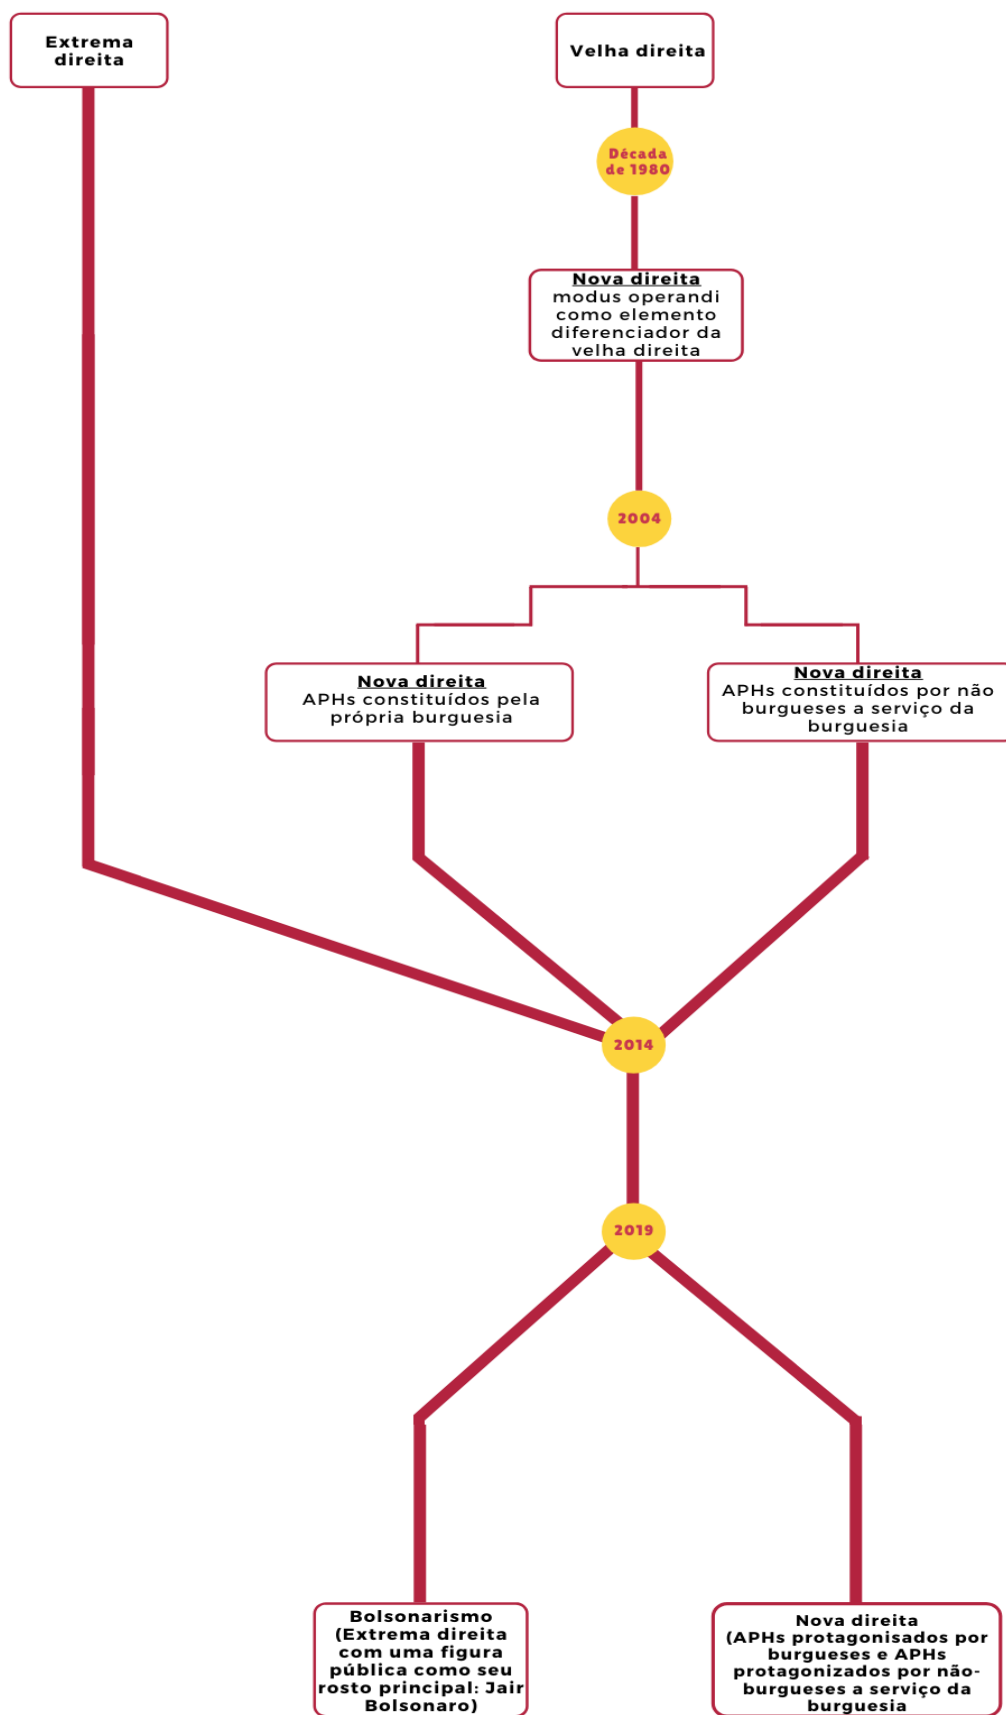 Extrema
direita
Velha direita
Década
de 1980
Nova direita
modus operandi
como elemento
diferenciador da
velha direita
2004
Nova direita
APHs constituídos pela
própria burguesia
Nova direita
APHs constituídos por não
burgueses a serviço da
burguesia
2014
2019
Bolsonarismo
(Extrema direita
com uma figura
pública como seu
rosto principal: Jair
Bolsonaro)
Nova direita
(APHs protagonisados por
burgueses e APHs
protagonizados por não-
burgueses a serviço da
burguesia